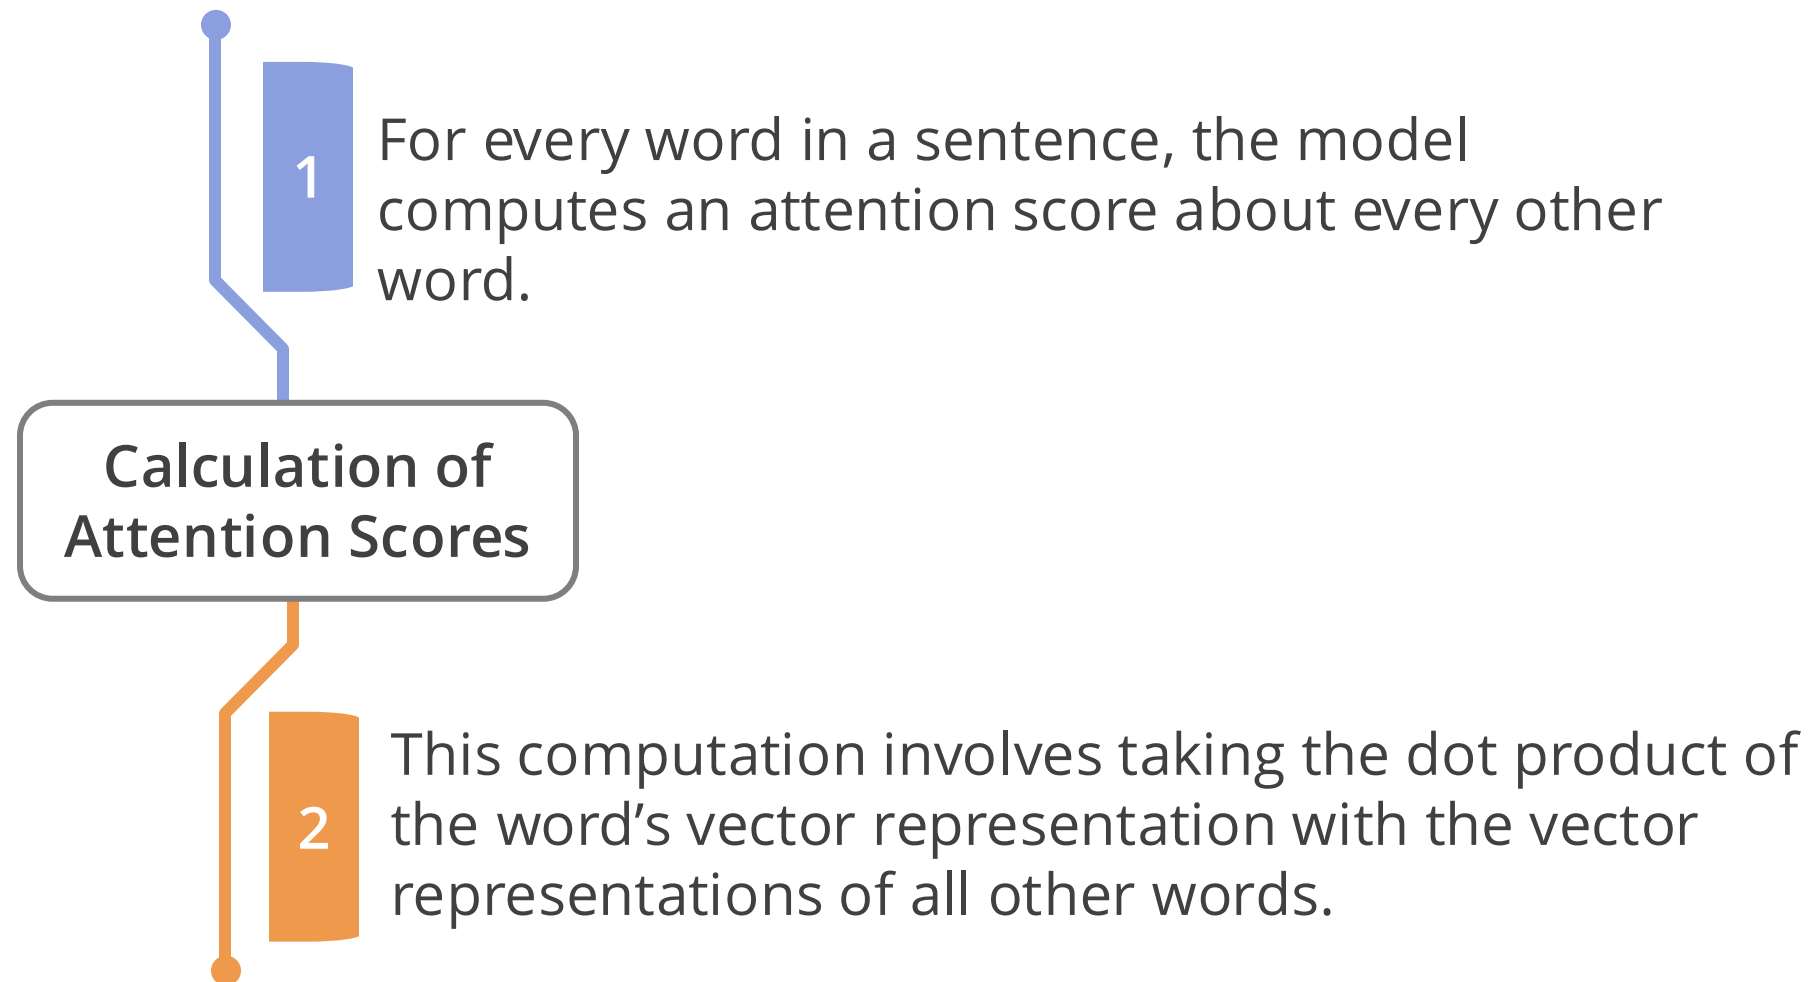 1
For every word in a sentence, the model
computes an attention score about every other
word.
Calculation of
Attention Scores
2
This computation involves taking the dot product of
the word’s vector representation with the vector
representations of all other words.